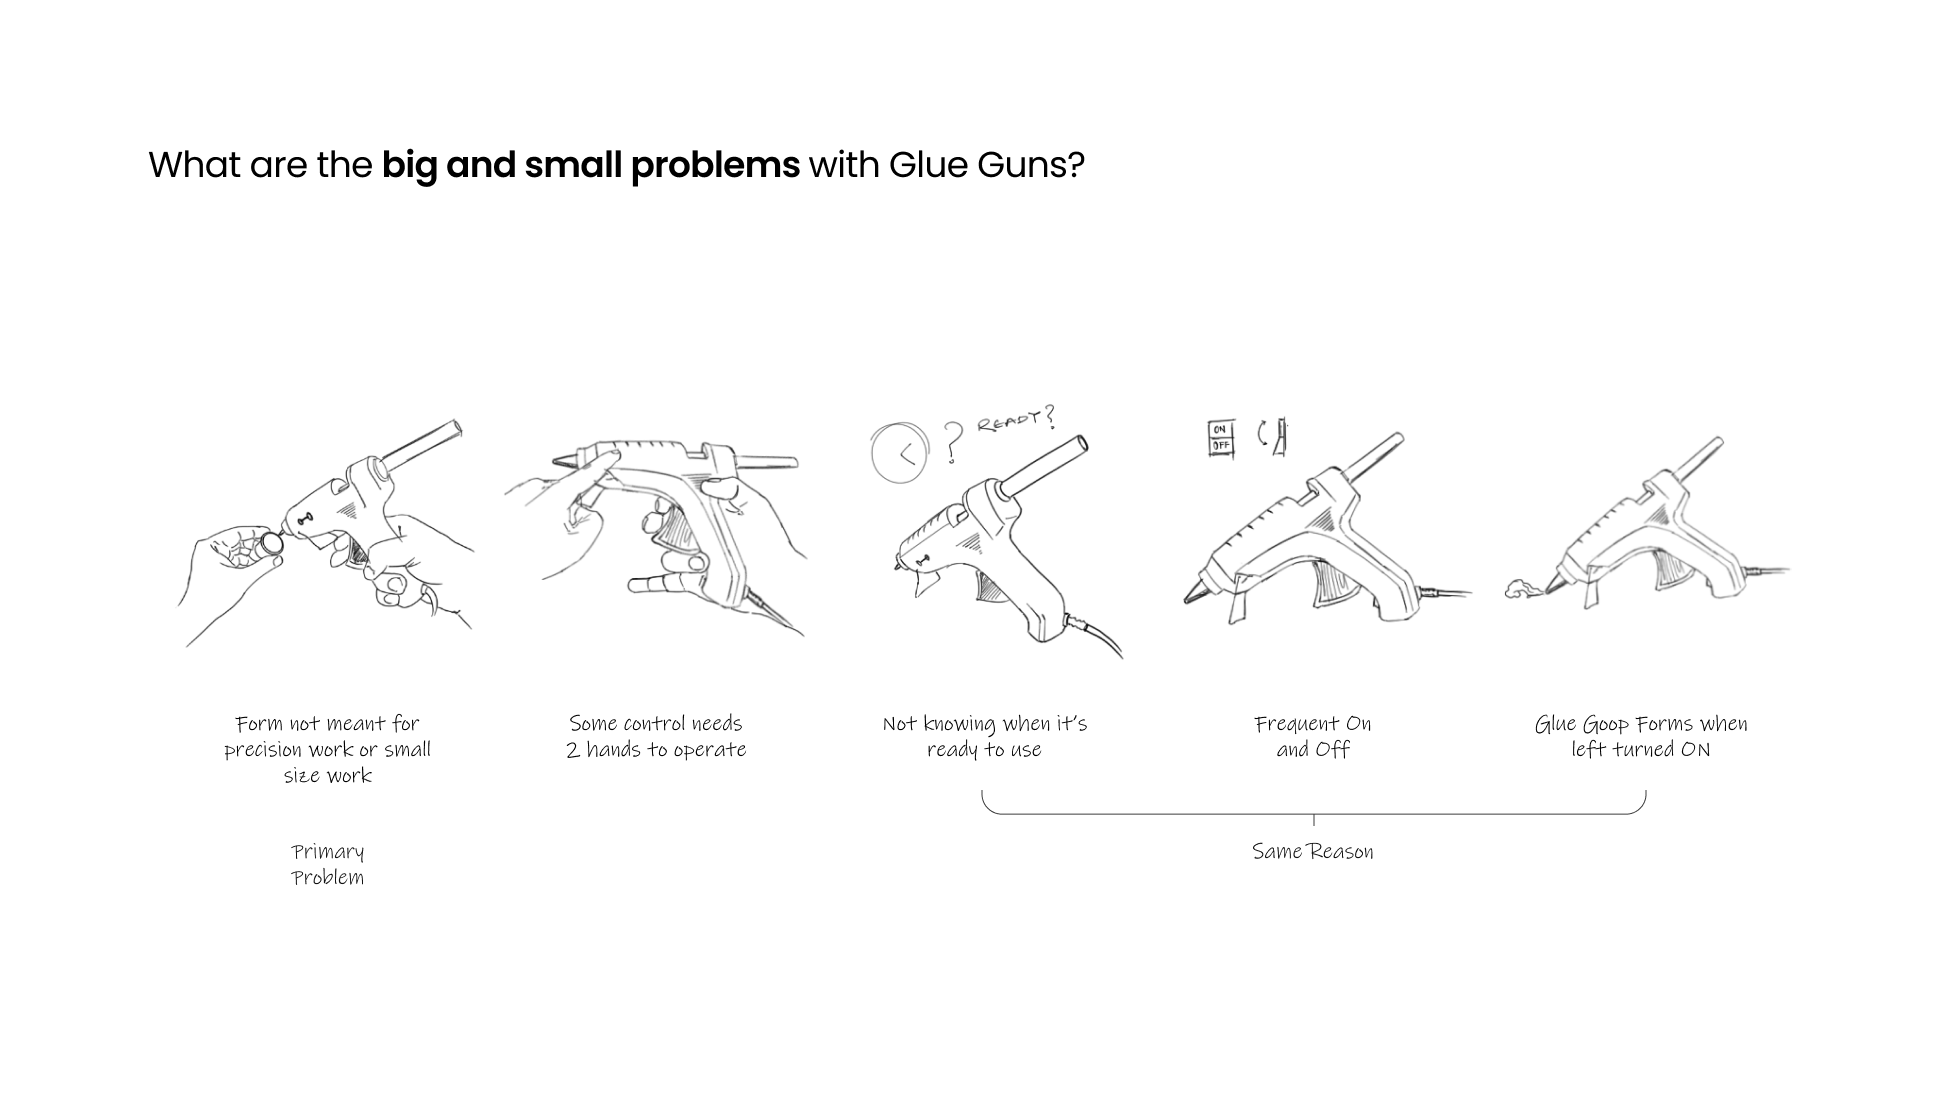 What are the big and small problems with Glue Guns?
READY?
?
ON
OFF
Form not meant for
precision work or small
size work
Some control needs
2 hands to operate
Not knowing when it's
ready to use
Frequent On
and Off
Glue Goop Forms when
left turned ON
Primary
Problem
Same Reason